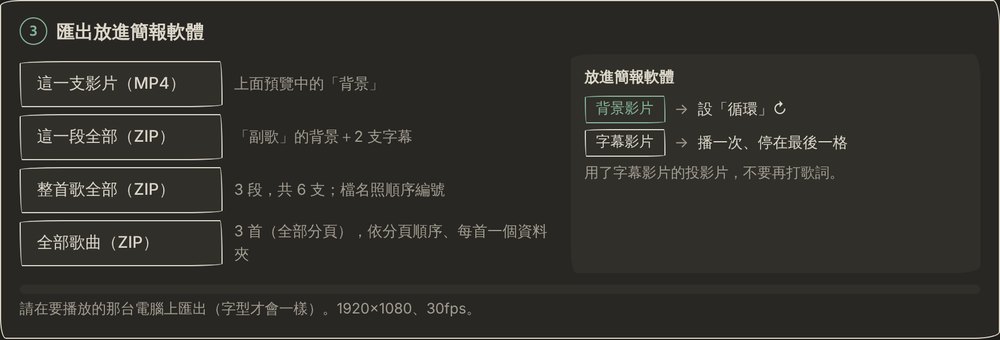 3 匯出放進簡報軟體
這一支影片（MP4） 上面預覽中的「背景」
這一段全部（ZIP） 「副歌」的背景＋2 支字幕
整首歌全部（ZIP） 3 段，共 6 支；檔名照順序編號
全部歌曲（ZIP） 3 首（全部分頁），依分頁順序、每首一個資料
夾
放進簡報軟體
背景影片 → 設「循環」↻
字幕影片 → 播一次、停在最後一格
用了字幕影片的投影片，不要再打歌詞。
請在要播放的那台電腦上匯出（字型才會一樣）。1920×1080、30fps。